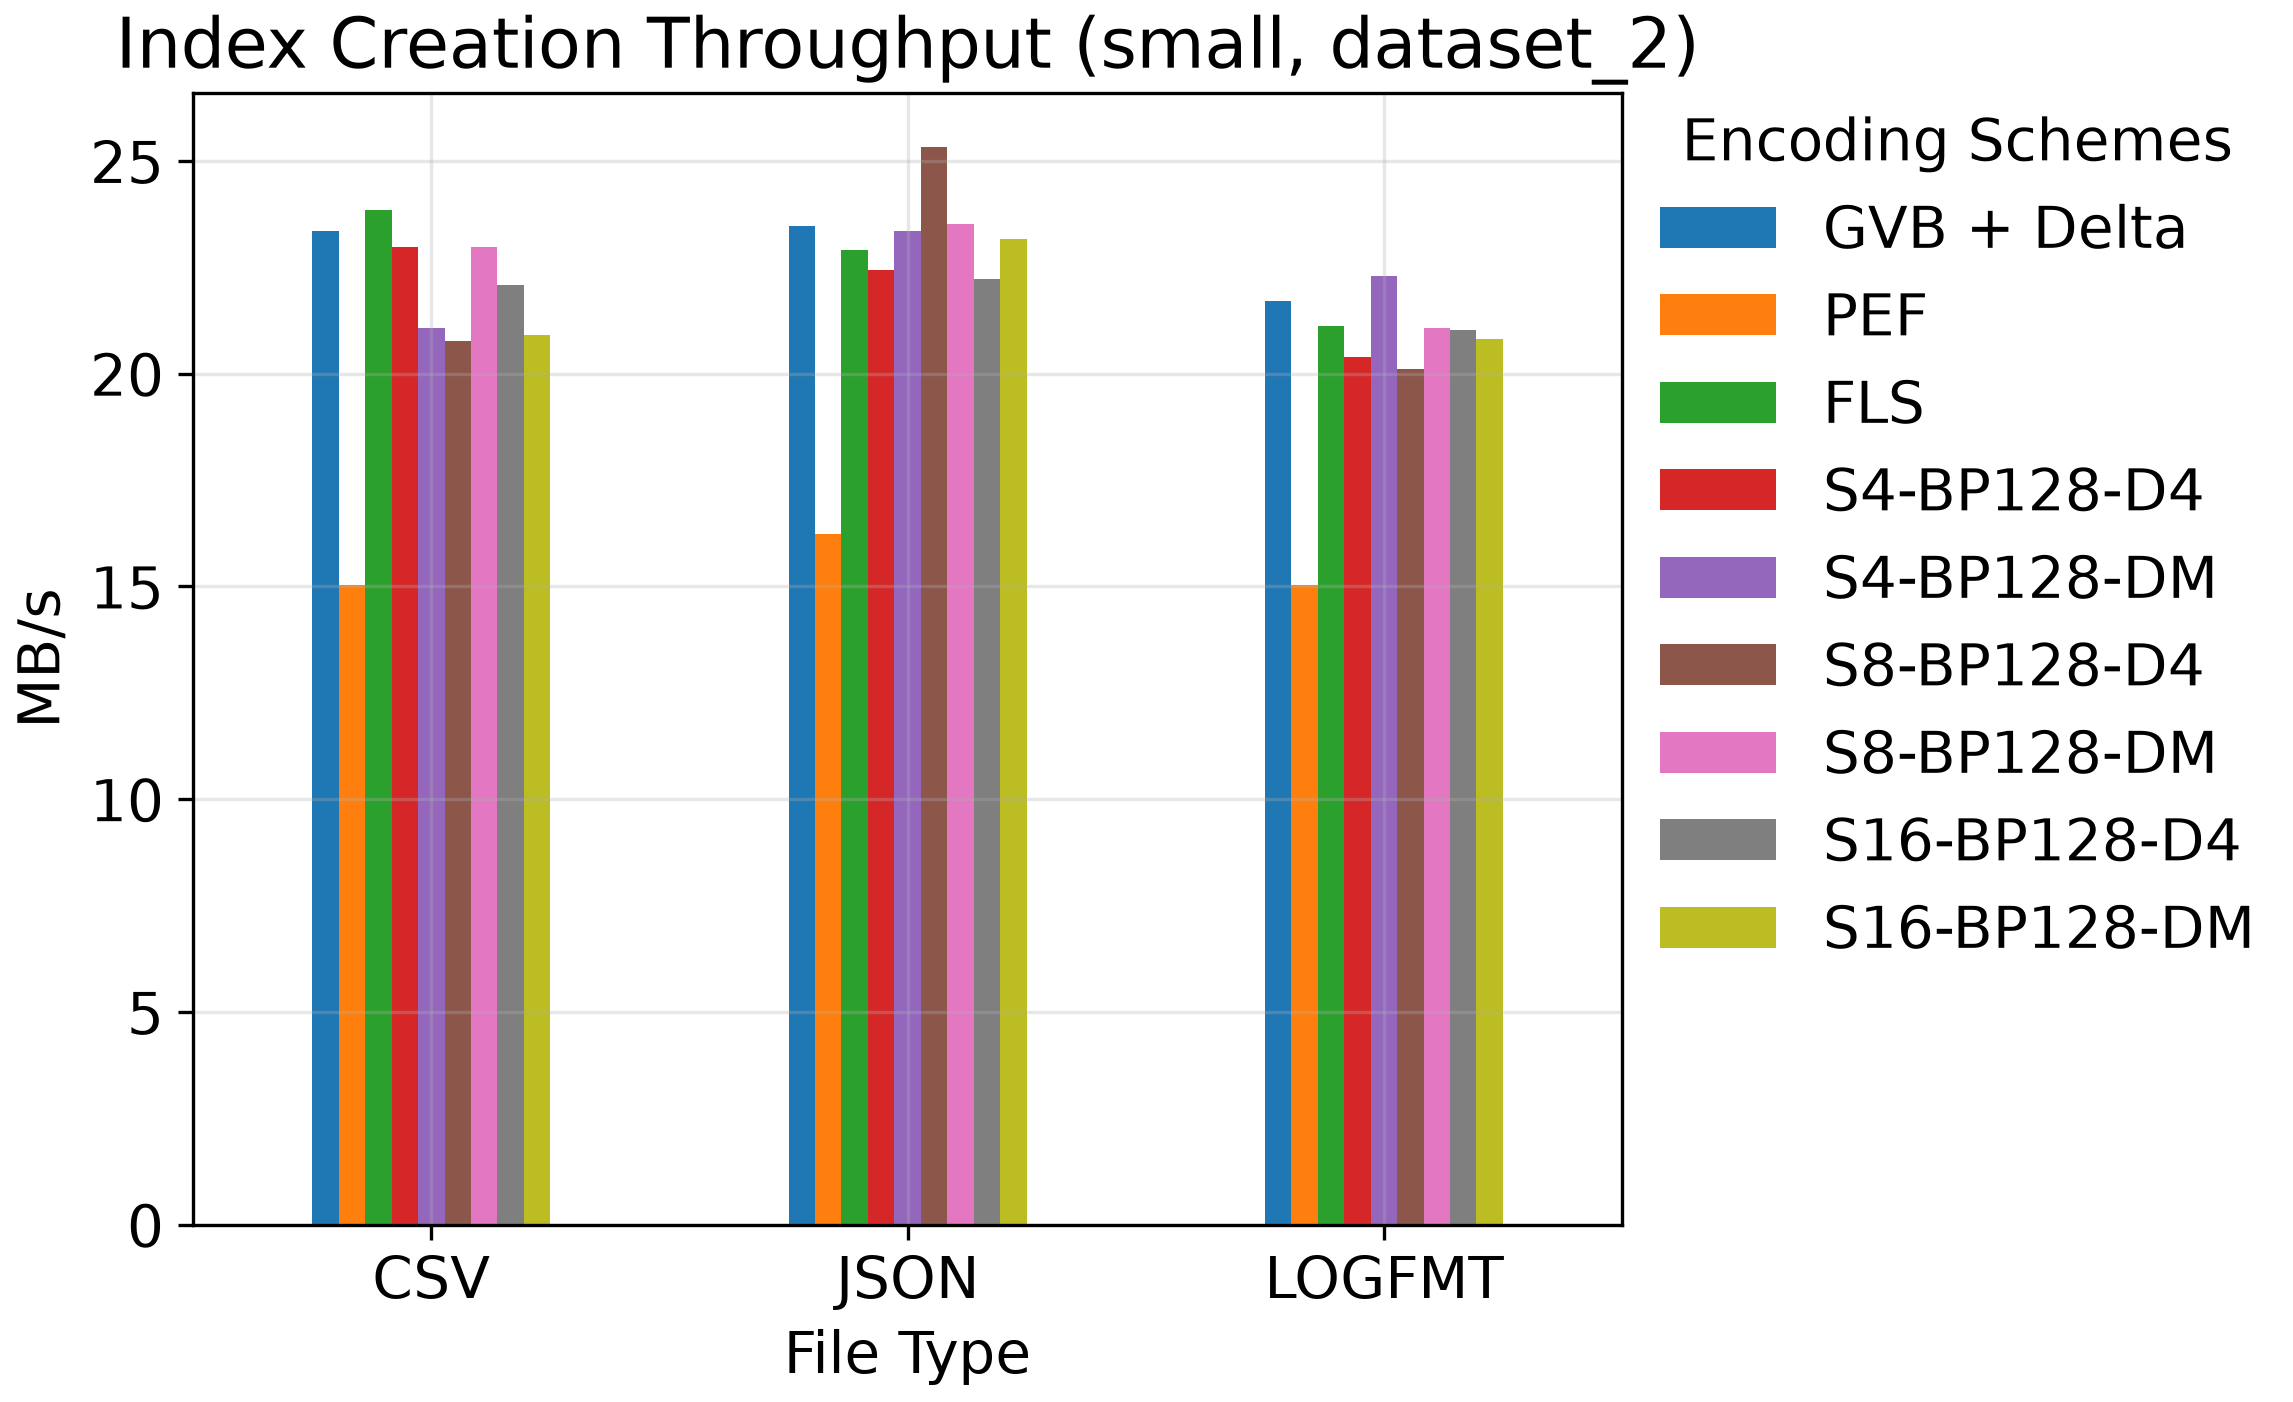 Index Creation Throughput (small, dataset_2)
MB/s
25
20
15
10
5
0
CSV
JSON
LOGFMT
File Type
Encoding Schemes
GVB + Delta
PEF
FLS
S4-BP128-D4
S4-BP128-DM
S8-BP128-D4
S8-BP128-DM
S16-BP128-D4
S16-BP128-DM